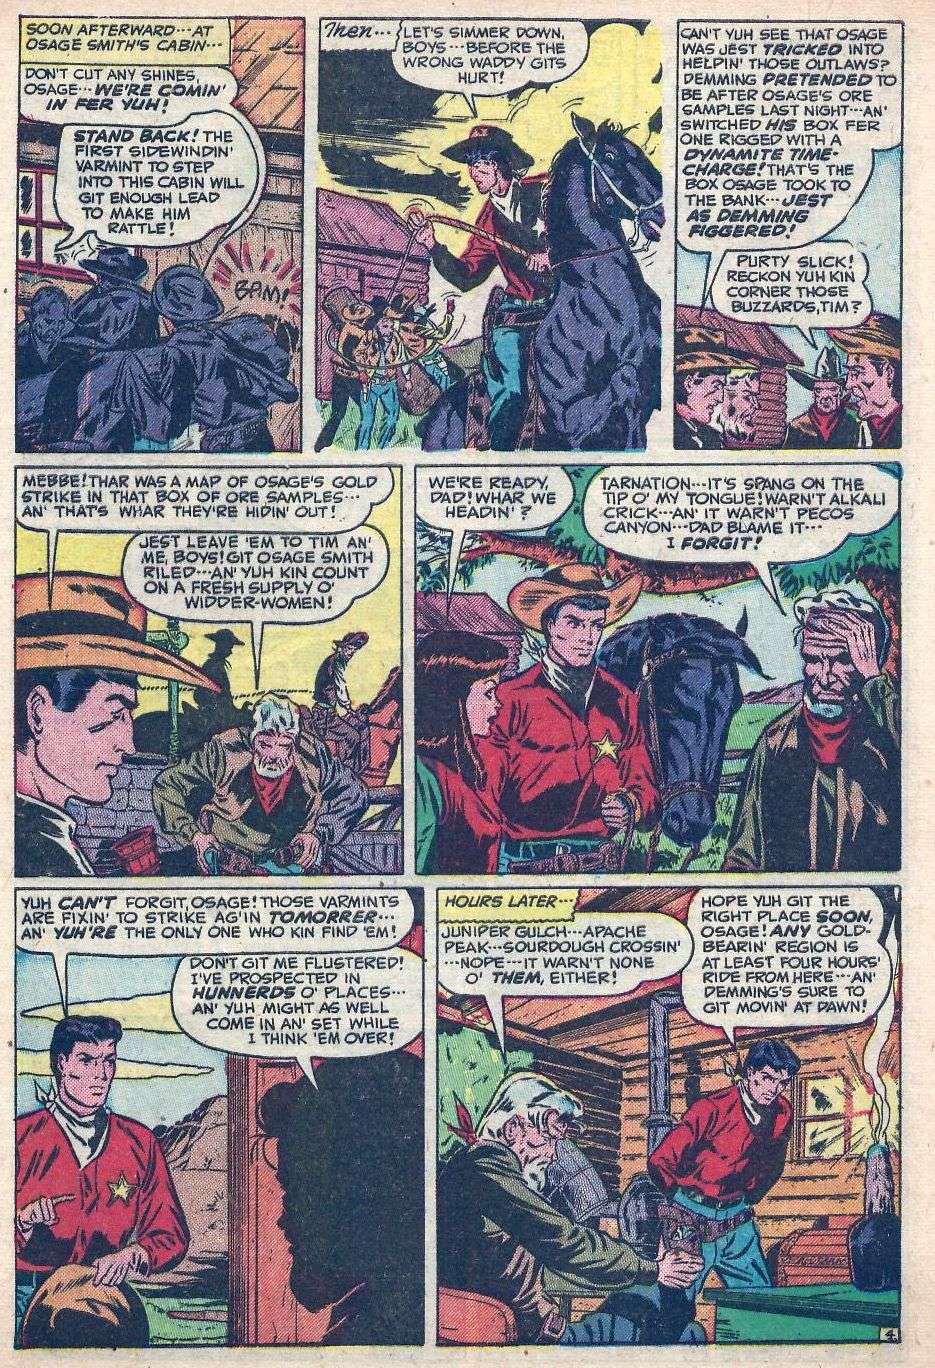 SOON AFTERWARD---AT
OSAGE SMITH'S CABIN---
DON'T CUT ANY SHINES,
OSAGE---WE'RE COMIN'
IN FER YUH!
STAND BACK! THE
FIRST SIDEWINDIN'
VARMINT TO STEP
INTO THIS CABIN WILL
GIT ENOUGH LEAD
TO MAKE HIM
RATTLE!
BAM!
Then---
LET'S SIMMER DOWN,
BOYS---BEFORE THE
WRONG WADDY GITS
HURT!
CAN'T YUH SEE THAT OSAGE
WAS JEST TRICKED INTO
HELPIN' THOSE OUTLAWS?
DEMMING PRETENDED TO
BE AFTER OSAGE'S ORE
SAMPLES LAST NIGHT---AN'
SWITCHED HIS BOX FER
ONE RIGGED WITH A
DYNAMITE TIME-
CHARGE! THAT'S THE
BOX OSAGE TOOK TO
THE BANK---JEST
AS DEMMING
FIGGERED!
PURTY SLICK!
RECKON YUH KIN
CORNER THOSE
BUZZARDS, TIM?
MEBBE! THAR WAS A MAP OF OSAGE'S GOLD
STRIKE IN THAT BOX OF ORE SAMPLES---
AN' THAT'S WHAR THEY'RE HIDIN' OUT!
JEST LEAVE 'EM TO TIM AN'
ME, BOYS! GIT OSAGE SMITH
RILED---AN' YUH KIN COUNT
ON A FRESH SUPPLY O'
WIDDER-WOMEN!
WE'RE READY,
DAD! WHAR WE
HEADIN'?
TARNATION---IT'S SPANG ON THE
TIP O' MY TONGUE! WARN'T ALKALI
CRICK---AN' IT WARN'T PECOS
CANYON---DAD BLAME IT---
I FORGIT!
YUH CAN'T FORGIT, OSAGE! THOSE VARMITS
ARE FIXIN' TO STRIKE AG'IN TOMORRER---
AN' YUH'RE THE ONLY ONE WHO KIN FIND 'EM!
DON'T GIT ME FLUSTERED!
I'VE PROSPECTED IN
HUNNERDS O' PLACES---
AN' YUH MIGHT AS WELL
COME IN AN' SET WHILE
I THINK 'EM OVER!
HOURS LATER---
JUNIPER GULCH---APACHE
PEAK---SOURDOUGH CROSSIN'
---NOPE---IT WARN'T NONE
O' THEM, EITHER!
HOPE YUH GIT THE
RIGHT PLACE SOON,
OSAGE! ANY GOLD-
BEARIN' REGION IS
AT LEAST FOUR HOURS'
RIDE FROM HERE---AN'
DEMMING'S SURE TO
GIT MOVIN' AT DAWN!
4